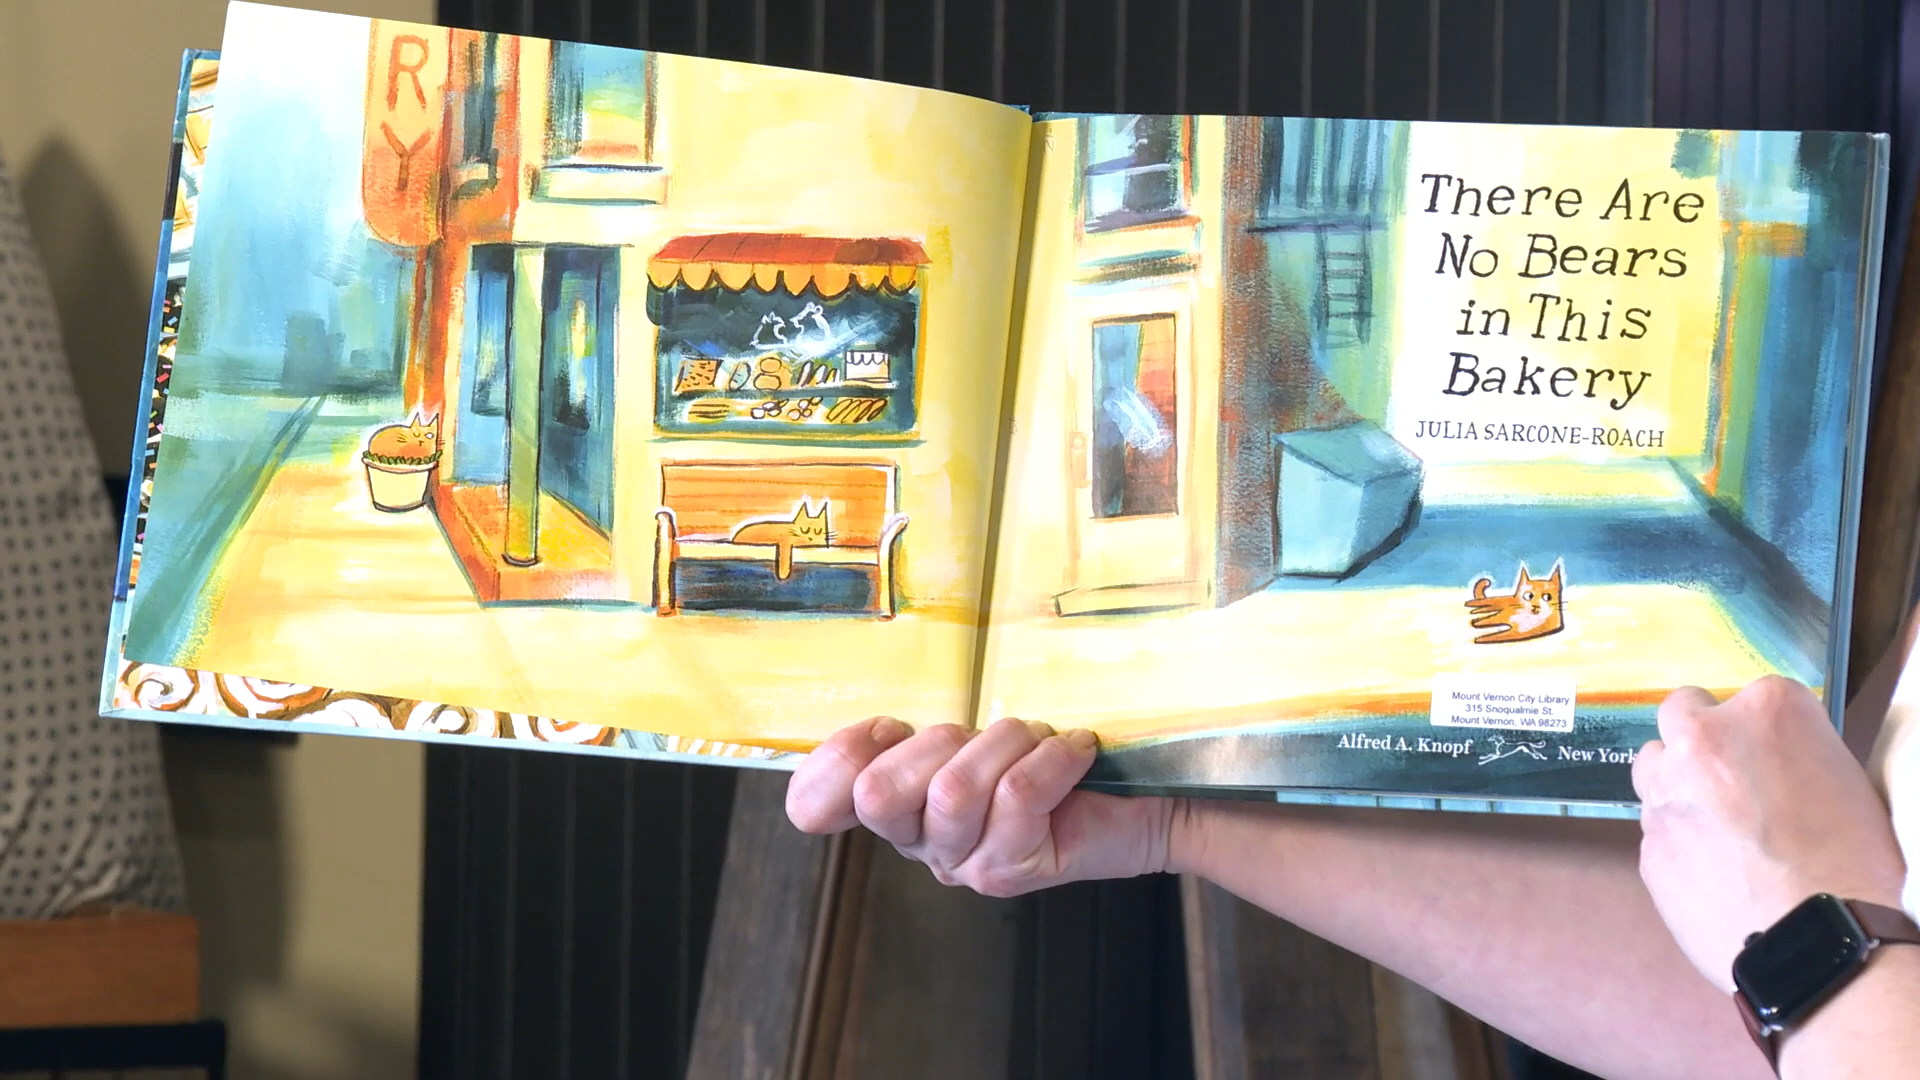 R
Y
There Are
No Bears
in This
Bakery
JULIA SARCONE-ROACH
Mount Vernon City Library
315 Snoqualmie St.
Mount Vernon, WA 98273
Alfred A. Knopf New York